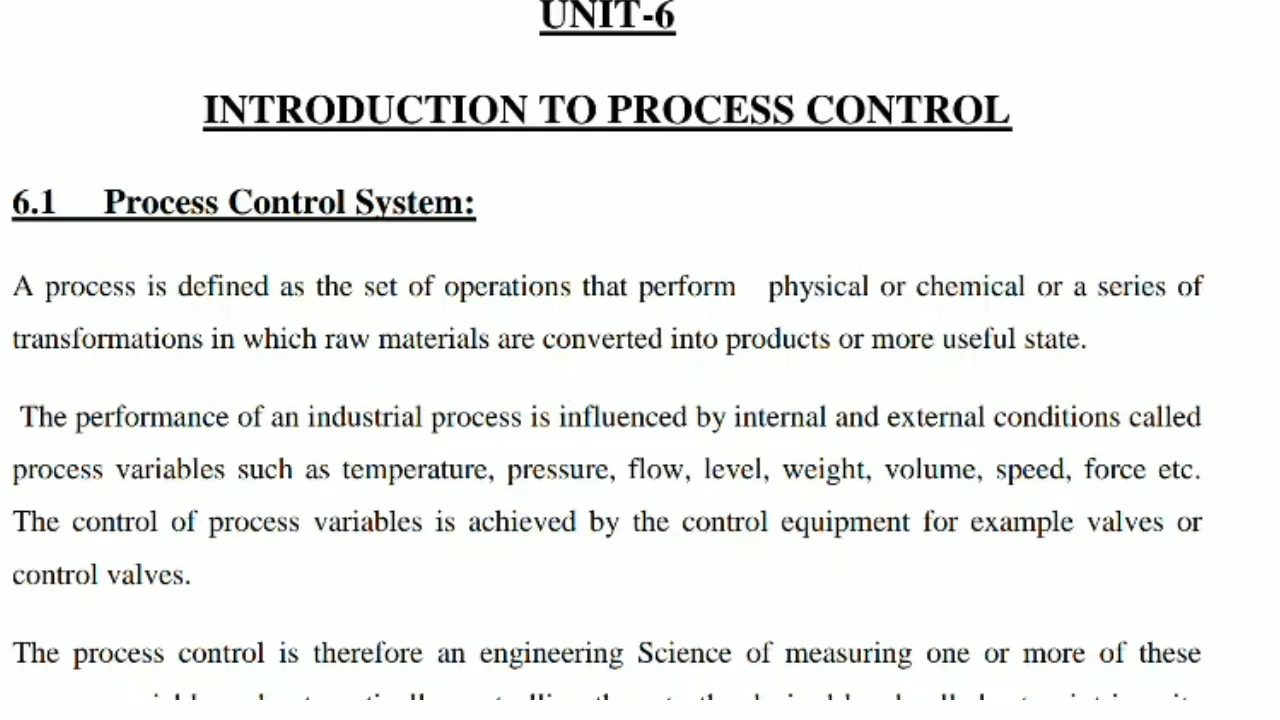 UNIT-6
INTRODUCTION TO PROCESS CONTROL
6.1 Process Control System:
A process is defined as the set of operations that perform physical or chemical or a series of
transformations in which raw materials are converted into products or more useful state.
The performance of an industrial process is influenced by internal and external conditions called
process variables such as temperature, pressure, flow, level, weight, volume, speed, force etc.
The control of process variables is achieved by the control equipment for example valves or
control valves.
The process control is therefore an engineering Science of measuring one or more of these